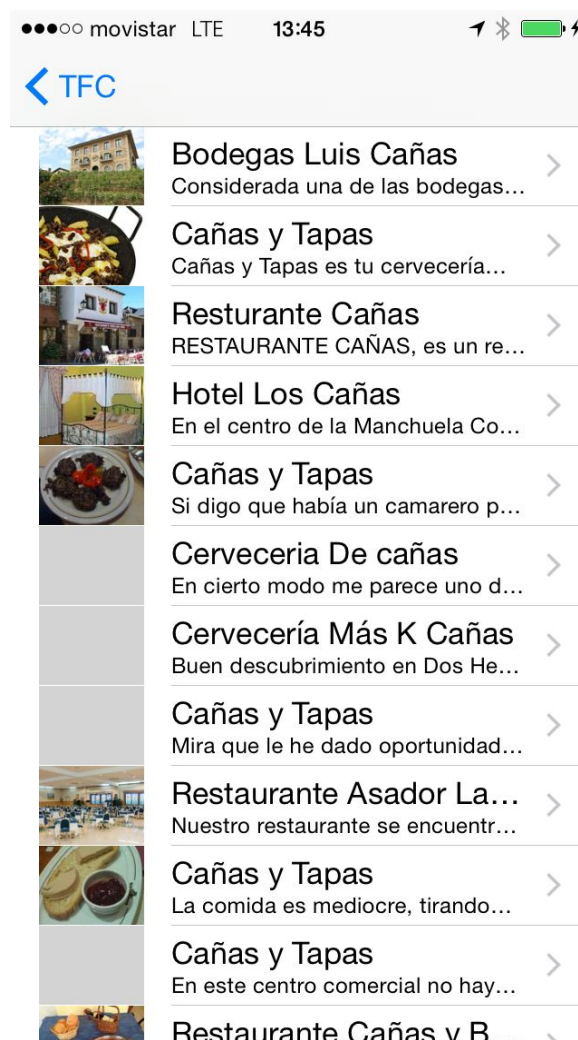 movistar LTE 13:45
TFC
Bodegas Luis Cañas
Considerada una de las bodegas...
Cañas y Tapas
Cañas y Tapas es tu cervecería...
Resturante Cañas
RESTAURANTE CAÑAS, es un re...
Hotel Los Cañas
En el centro de la Manchuela Co...
Cañas y Tapas
Si digo que había un camarero p...
Cerveceria De cañas
En cierto modo me parece uno d...
Cervecería Más K Cañas
Buen descubrimiento en Dos He...
Cañas y Tapas
Mira que le he dado oportunidad...
Restaurante Asador La...
Nuestro restaurante se encuentr...
Cañas y Tapas
La comida es mediocre, tirando...
Cañas y Tapas
En este centro comercial no hay...
Restaurante Cañas y B...